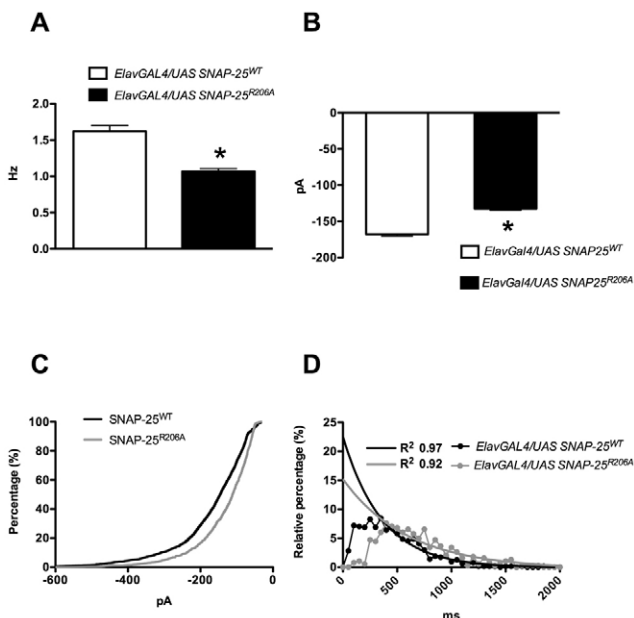 A
ElavGAL4/UAS SNAP-25WT
ElavGAL4/UAS SNAP-25R206A
2.0
1.5
1.0
0.5
0.0
Hz
*
B
0
-50
-100
-150
-200
pA
*
ElavGal4/UAS SNAP25WT
ElavGal4/UAS SNAP25R206A
C
SNAP-25WT
SNAP-25R206A
100
80
60
40
20
0
Percentage (%)
-600
-400
-200
0
pA
D
R2 0.97
ElavGAL4/UAS SNAP-25WT
R2 0.92
ElavGAL4/UAS SNAP-25R206A
25
20
15
10
5
0
Relative percentage (%)
0
500
1000
1500
2000
ms